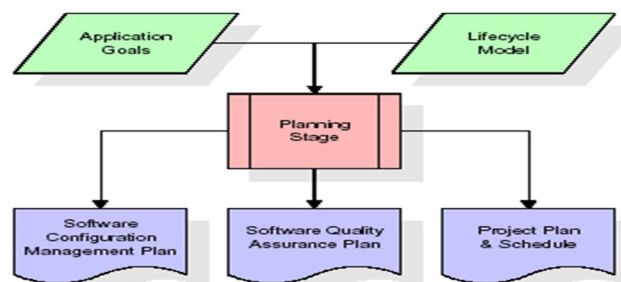 Application
Goals
Lifecycle
Model
Planning
Stage
Software
Configuration
Management Plan
Software Quality
Assurance Plan
Project Plan
& Schedule